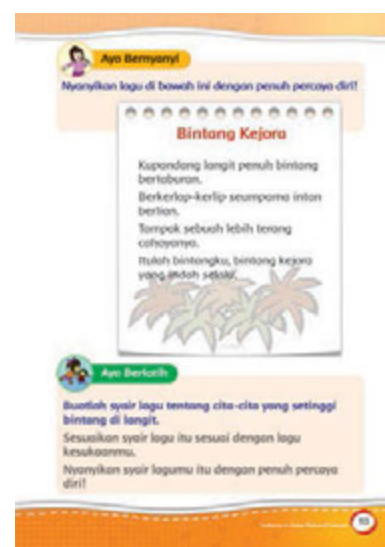 Ayo Bernyanyi
Nyanyikan lagu di bawah ini dengan penuh percaya diri!
Bintang Kejora
Kupandang langit penuh bintang
bertaburan.
Berkerlap-kerlip seumpama intan
berlian.
Tampak sebuah lebih terang
cahayanya.
Itulah bintangku, bintang kejora
yang indah selalu.
Ayo Berlatih
Buatlah syair lagu tentang cita-cita yang setinggi
bintang di langit.
Sesuaikan syair lagu itu sesuai dengan lagu
kesukaanmu.
Nyanyikan syair lagumu itu dengan penuh percaya
diri!